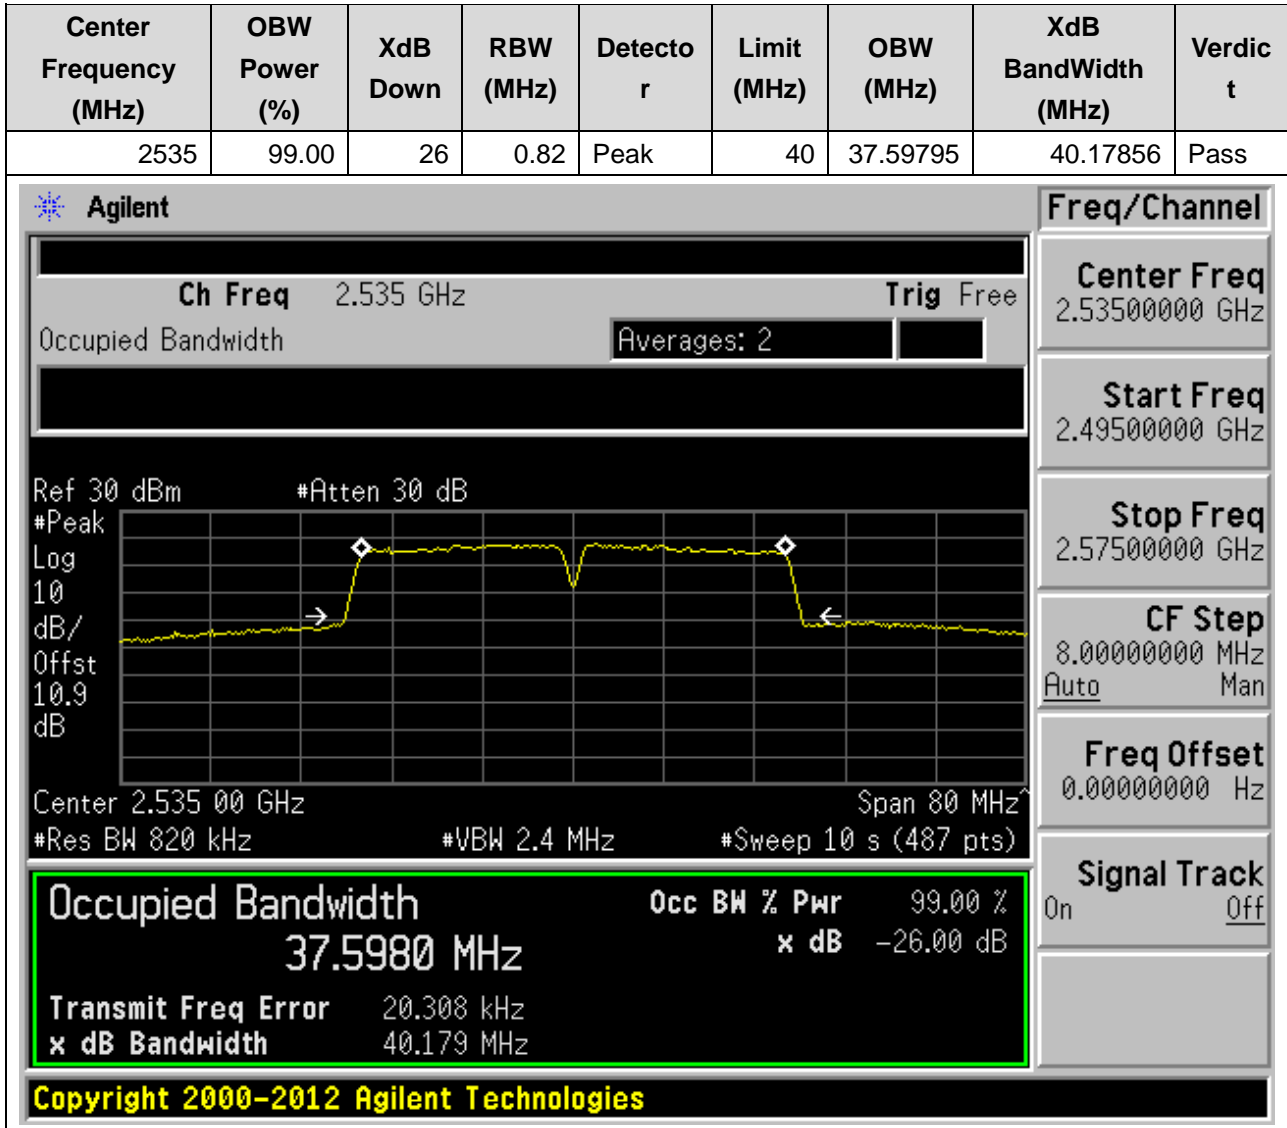 Center Frequency (MHz) OBW Power (%) XdB Down RBW (MHz) Detector Limit (MHz) OBW (MHz) XdB BandWidth (MHz) Verdict
2535 99.00 26 0.82 Peak 40 37.59795 40.17856 Pass
Agilent
Freq/Channel
Ch Freq 2.535 GHz Trig Free
Occupied Bandwidth Averages: 2
Center Freq
2.53500000 GHz
Start Freq
2.49500000 GHz
Stop Freq
2.57500000 GHz
CF Step
8.00000000 MHz
Auto Man
Freq Offset
0.00000000 Hz
Signal Track
On Off
Ref 30 dBm #Atten 30 dB
#Peak
Log
10
dB/
Offst
10.9
dB
Center 2.535 00 GHz Span 80 MHz^
#Res BW 820 kHz #VBW 2.4 MHz #Sweep 10 s (487 pts)
Occupied Bandwidth Occ BW % Pwr 99.00 %
37.5980 MHz x dB -26.00 dB
Transmit Freq Error 20.308 kHz
x dB Bandwidth 40.179 MHz
Copyright 2000-2012 Agilent Technologies